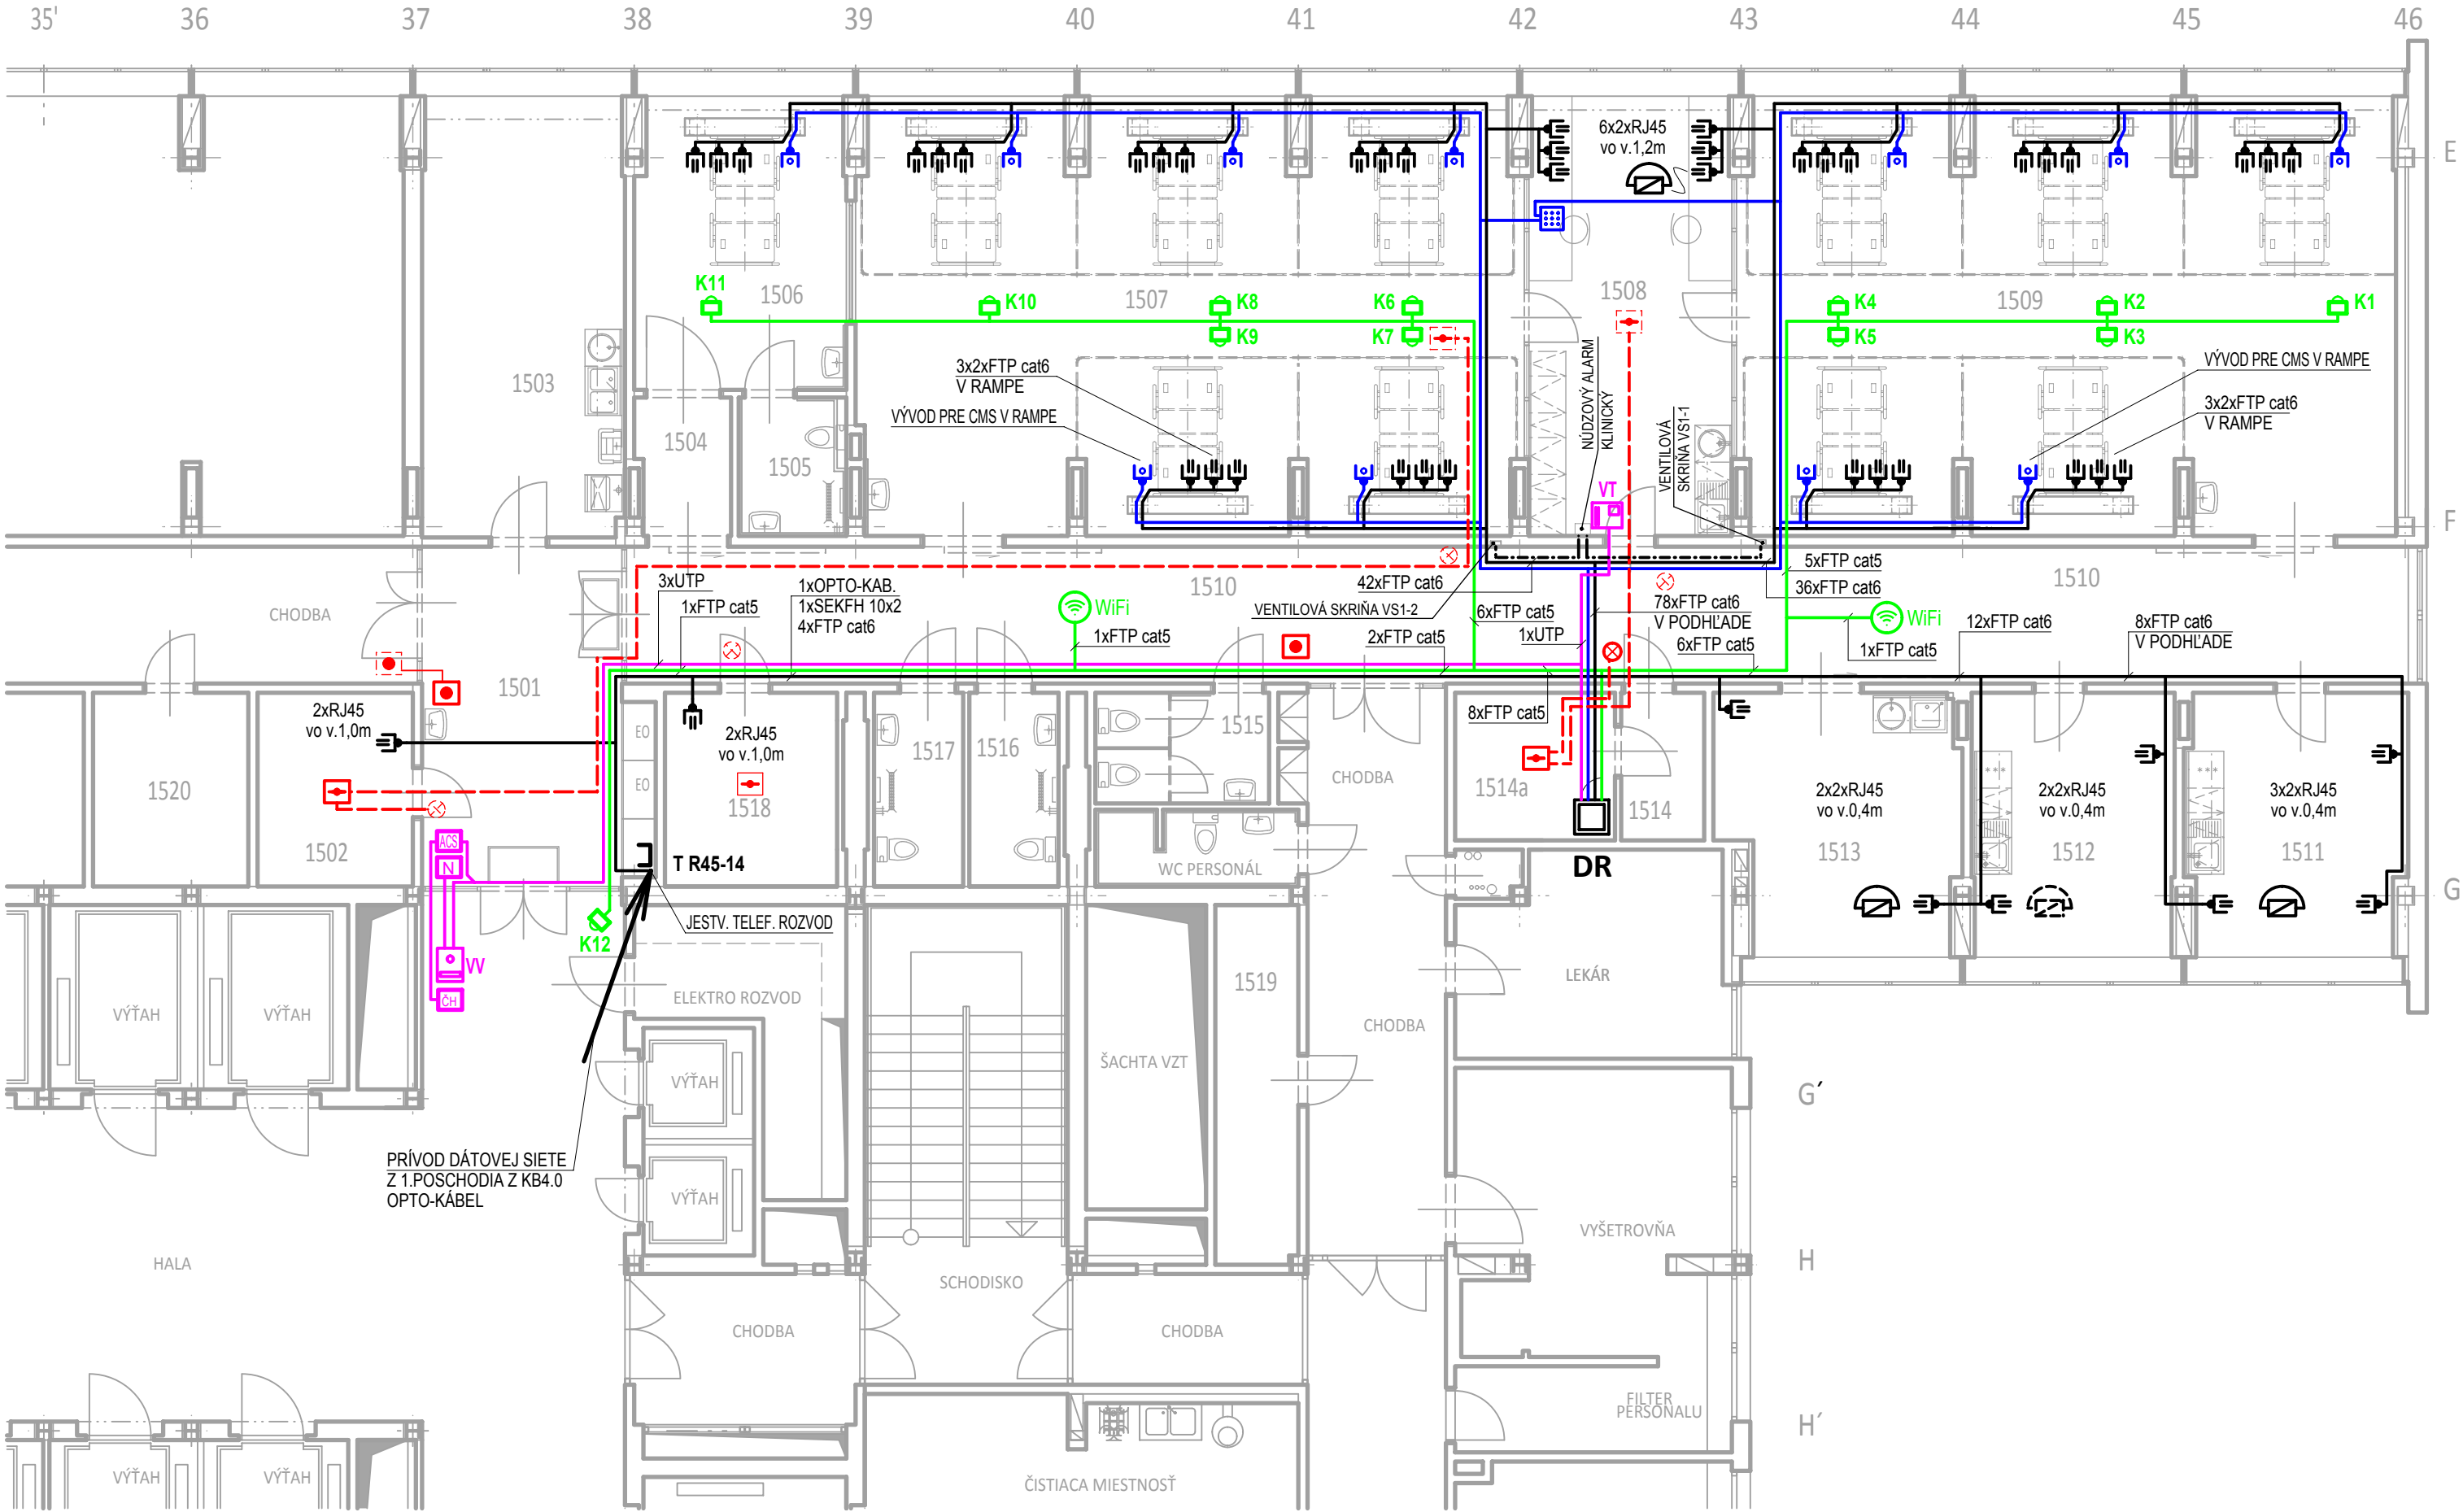 35'
36
37
38
39
40
41
42
43
44
45
46
6x2xRJ45
vo v.1,2m
E
K11
1506
K10
1507
K8
K6
1508
K4
1509
K2
K1
K9
K7
K5
K3
1503
3x2xFTP cat6
V RAMPE
VÝVOD PRE CMS V RAMPE
NÚDZOVÝ ALARM
KLINICKÝ
VENTILOVÁ
SKRIŇA VS1-1
VÝVOD PRE CMS V RAMPE
3x2xFTP cat6
V RAMPE
1504
1505
VT
F
CHODBA
3xUTP
1xFTP cat5
1xOPTO-KAB.
1xSEKFH 10x2
4xFTP cat6
WiFi
1xFTP cat5
1510
42xFTP cat6
VENTILOVÁ SKRIŇA VS1-2
6xFTP cat5
2xFTP cat5
1xUTP
78xFTP cat6
V PODHĽADE
6xFTP cat5
5xFTP cat5
36xFTP cat6
WiFi
1xFTP cat5
1510
12xFTP cat6
8xFTP cat6
V PODHĽADE
1501
2xRJ45
vo v.1,0m
EO
EO
2xRJ45
vo v.1,0m
1517
1516
1515
CHODBA
8xFTP cat5
1520
1502
1518
1514a
1514
2x2xRJ45
vo v.0,4m
2x2xRJ45
vo v.0,4m
3x2xRJ45
vo v.0,4m
1513
1512
1511
ACS
N
T R45-14
WC PERSONÁL
DR
G
JESTV. TELEF. ROZVOD
K12
VV
ČH
VÝŤAH
VÝŤAH
ELEKTRO ROZVOD
1519
LEKÁR
CHODBA
ŠACHTA VZT
VÝŤAH
G´
PRÍVOD DÁTOVEJ SIETE
Z 1.POSCHODIA Z KB4.0
OPTO-KÁBEL
VÝŤAH
VYŠETROVŇA
HALA
SCHODISKO
H
CHODBA
CHODBA
FILTER
PERSONALU
H´
VÝŤAH
VÝŤAH
ČISTIACA MIESTNOSŤ